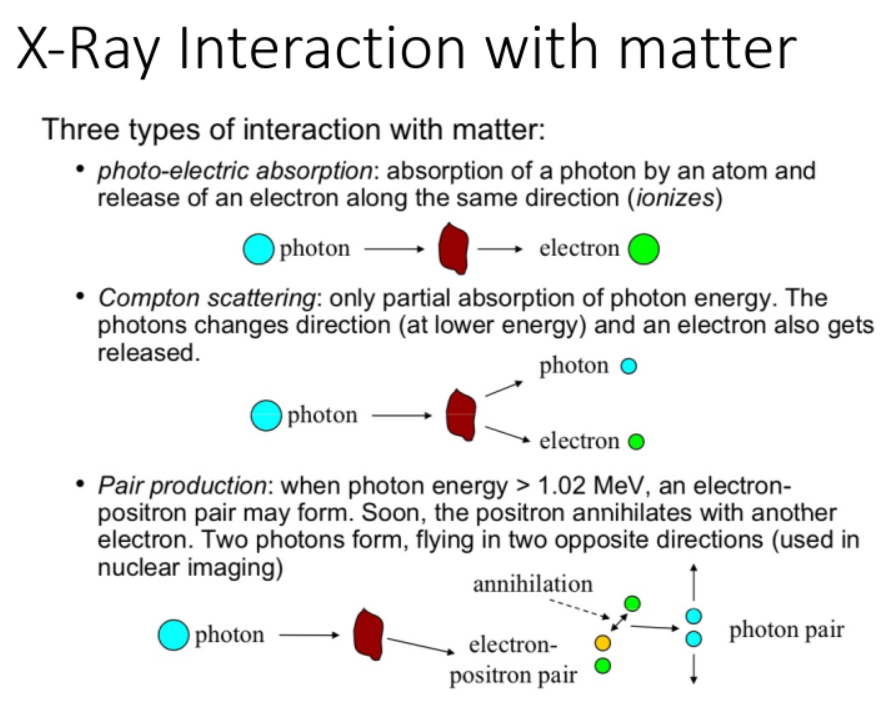 X-Ray Interaction with matter
Three types of interaction with matter:
• photo-electric absorption: absorption of a photon by an atom and
release of an electron along the same direction (ionizes)
photon
electron
• Compton scattering: only partial absorption of photon energy. The
photons changes direction (at lower energy) and an electron also gets
released.
photon
photon
electron
• Pair production: when photon energy > 1.02 MeV, an electron-
positron pair may form. Soon, the positron annihilates with another
electron. Two photons form, flying in two opposite directions (used in
nuclear imaging)
annihilation
photon
electron-
positron pair
photon pair